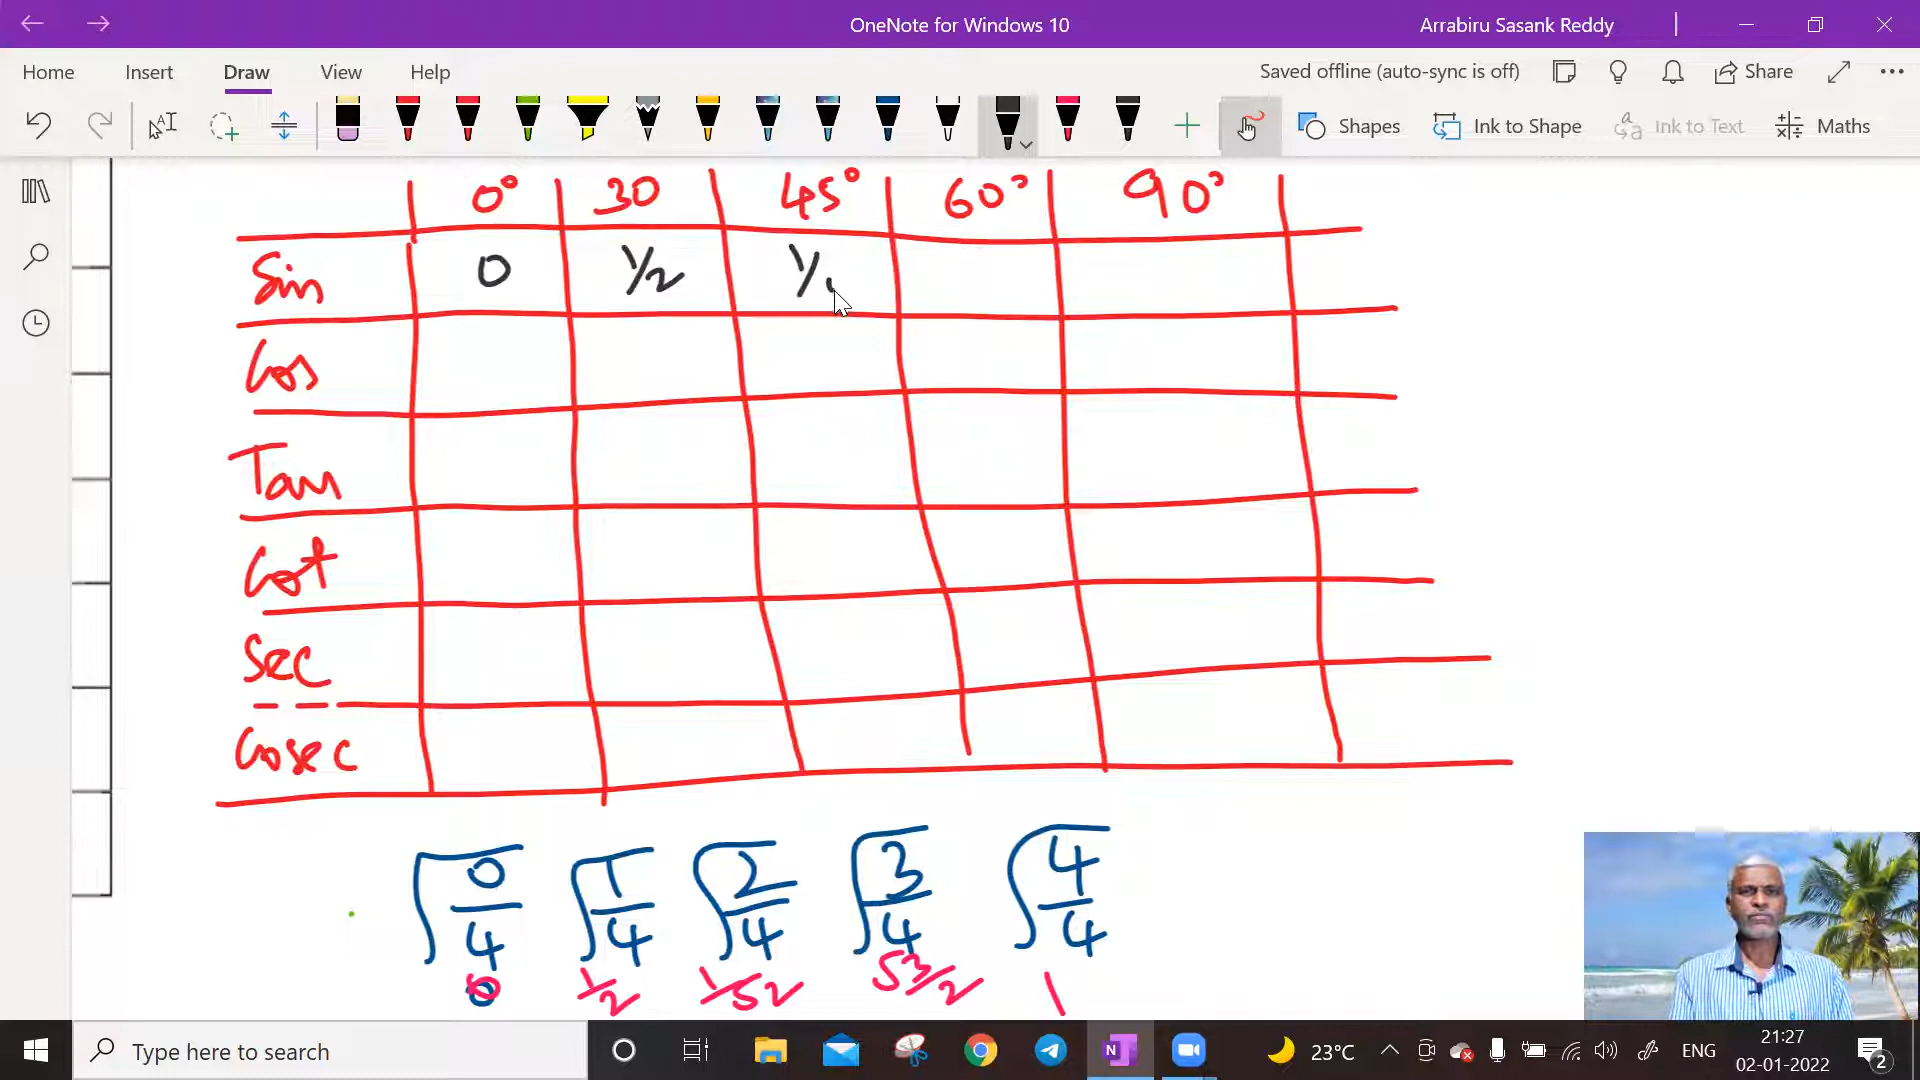 OneNote for Windows 10
Arrabiru Sasank Reddy
Home Insert Draw View Help
Saved offline (auto-sync is off)
Share
Shapes
Ink to Shape
Ink to Text
Maths
0° 30 45° 60° 90°
Sin 0 1/2 1/
Cos
Tan
Cot
Sec
Cosec
√0/4 √1/4 √2/4 √3/4 √4/4
0 1/2 1/√2 √3/2 1
Type here to search
23°C
ENG
21:27
02-01-2022
2